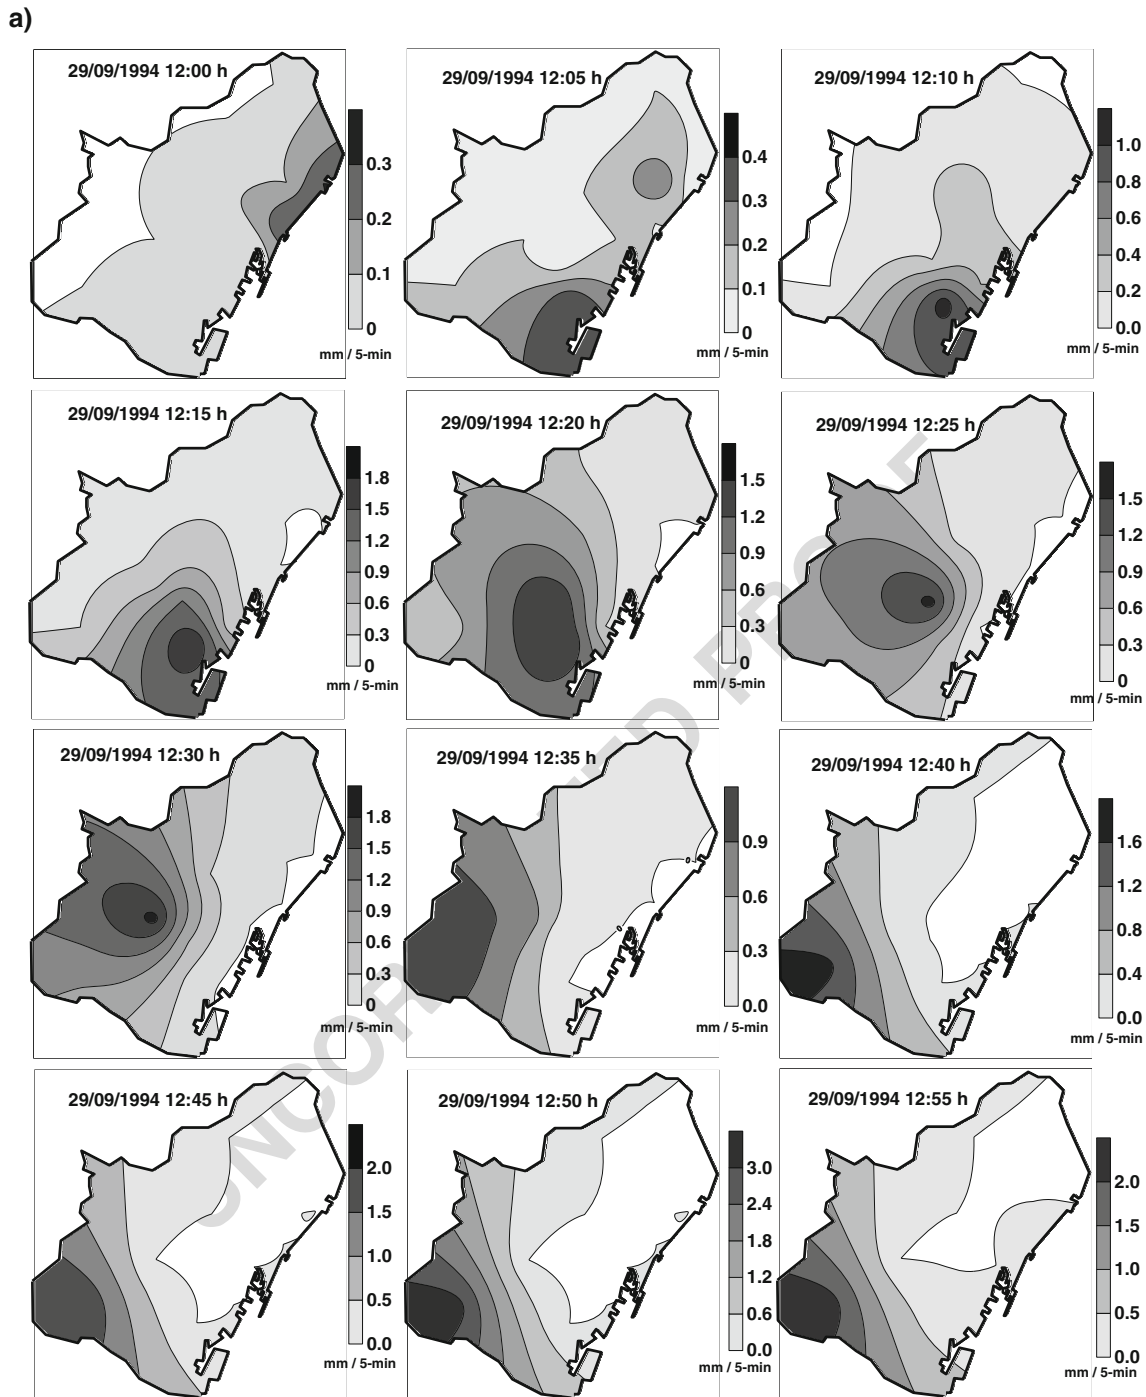 a)
29/09/1994 12:00 h
0.3
0.2
0.1
0
mm / 5-min
29/09/1994 12:05 h
0.4
0.3
0.2
0.1
0
mm / 5-min
29/09/1994 12:10 h
1.0
0.8
0.6
0.4
0.2
0.0
mm / 5-min
29/09/1994 12:15 h
1.8
1.5
1.2
0.9
0.6
0.3
0
mm / 5-min
29/09/1994 12:20 h
1.5
1.2
0.9
0.6
0.3
0
mm / 5-min
29/09/1994 12:25 h
1.5
1.2
0.9
0.6
0.3
0
mm / 5-min
29/09/1994 12:30 h
1.8
1.5
1.2
0.9
0.6
0.3
0
mm / 5-min
29/09/1994 12:35 h
0.9
0.6
0.3
0.0
mm / 5-min
29/09/1994 12:40 h
1.6
1.2
0.8
0.4
0.0
mm / 5-min
29/09/1994 12:45 h
2.0
1.5
1.0
0.5
0.0
mm / 5-min
29/09/1994 12:50 h
3.0
2.4
3.8
1.2
0.6
0.0
mm / 5-min
29/09/1994 12:55 h
2.0
1.5
1.0
0.5
0.0
mm / 5-min
UNCORRECTED PROOF